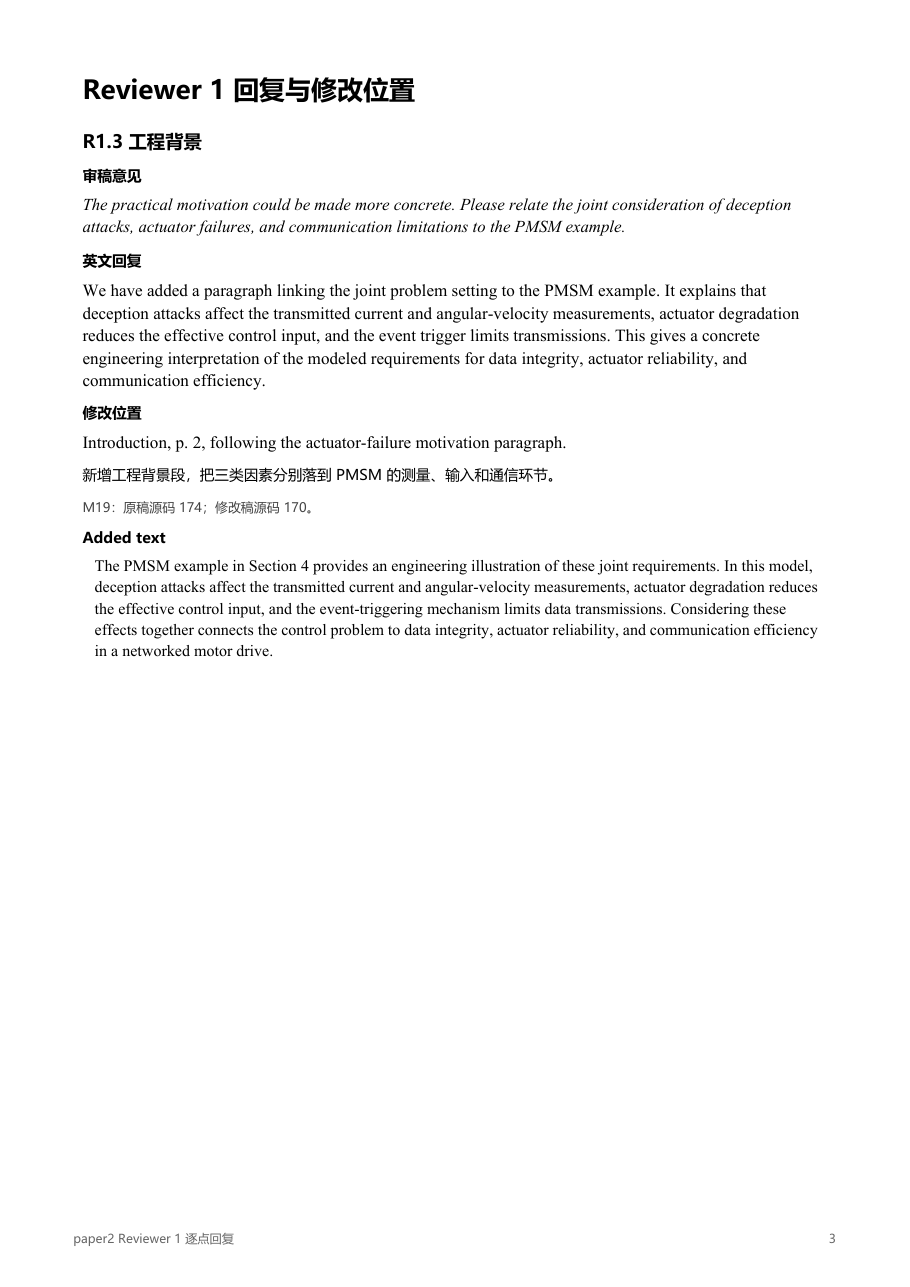 Reviewer 1 回复与修改位置
R1.3 工程背景
审稿意见
The practical motivation could be made more concrete. Please relate the joint consideration of deception
attacks, actuator failures, and communication limitations to the PMSM example.
英文回复
We have added a paragraph linking the joint problem setting to the PMSM example. It explains that
deception attacks affect the transmitted current and angular-velocity measurements, actuator degradation
reduces the effective control input, and the event trigger limits transmissions. This gives a concrete
engineering interpretation of the modeled requirements for data integrity, actuator reliability, and
communication efficiency.
修改位置
Introduction, p. 2, following the actuator-failure motivation paragraph.
新增工程背景段，把三类因素分别落到 PMSM 的测量、输入和通信环节。
M19：原稿源码 174；修改稿源码 170。
Added text
The PMSM example in Section 4 provides an engineering illustration of these joint requirements. In this model,
deception attacks affect the transmitted current and angular-velocity measurements, actuator degradation reduces
the effective control input, and the event-triggering mechanism limits data transmissions. Considering these
effects together connects the control problem to data integrity, actuator reliability, and communication efficiency
in a networked motor drive.
paper2 Reviewer 1 逐点回复
3